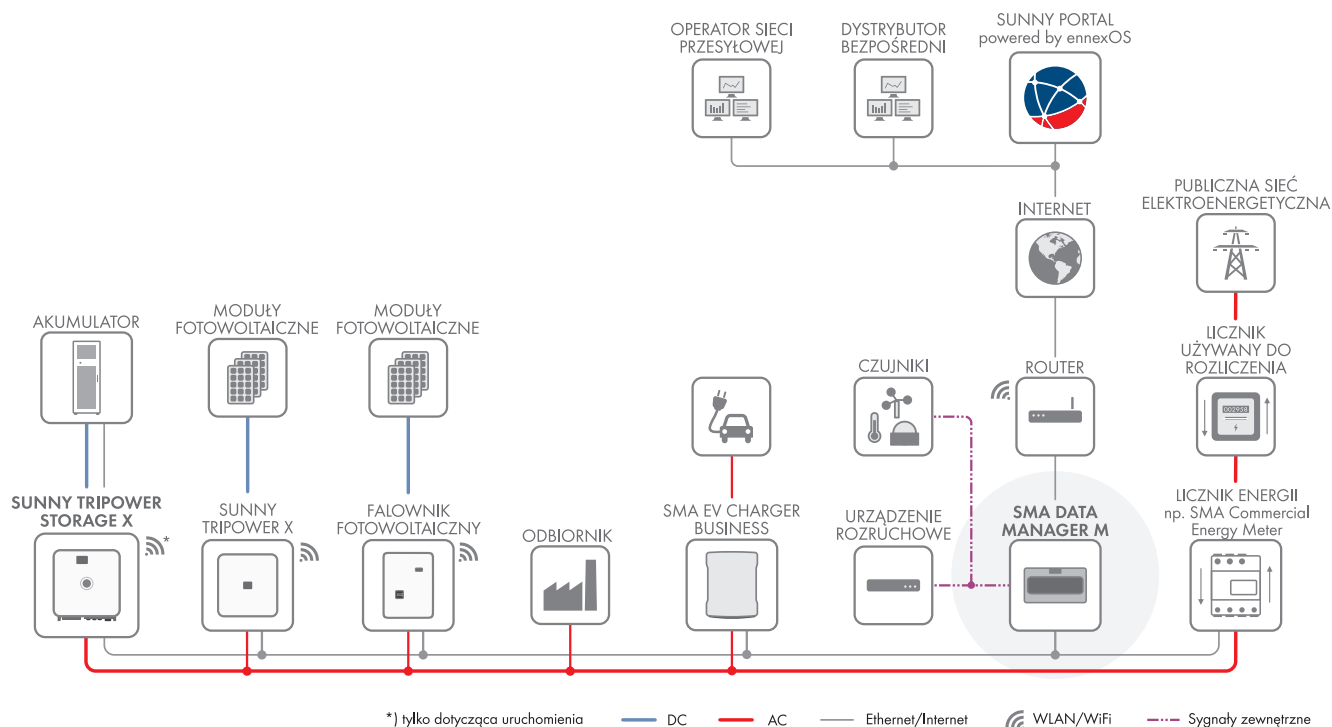 OPERATOR SIECI
PRZESYŁOWEJ
DYSTRYBUTOR
BEZPOŚREDNI
SUNNY PORTAL
powered by ennexOS
INTERNET
PUBLICZNA SIEĆ
ELEKTROENERGETYCZNA
AKUMULATOR
MODUŁY
FOTOWOLTAICZNE
MODUŁY
FOTOWOLTAICZNE
CZUJNIKI
ROUTER
LICZNIK
UŻYWANY DO
ROZLICZENIA
002938
SUNNY TRIPOWER
STORAGE X
*
SUNNY
TRIPOWER X
FALOWNIK
FOTOWOLTAICZNY
ODBIORNIK
SMA EV CHARGER
BUSINESS
URZĄDZENIE
ROZRUCHOWE
SMA DATA
MANAGER M
LICZNIK ENERGII
np. SMA Commercial
Energy Meter
*) tylko dotycząca uruchomienia
DC
AC
Ethernet/Internet
WLAN/WiFi
Sygnały zewnętrzne